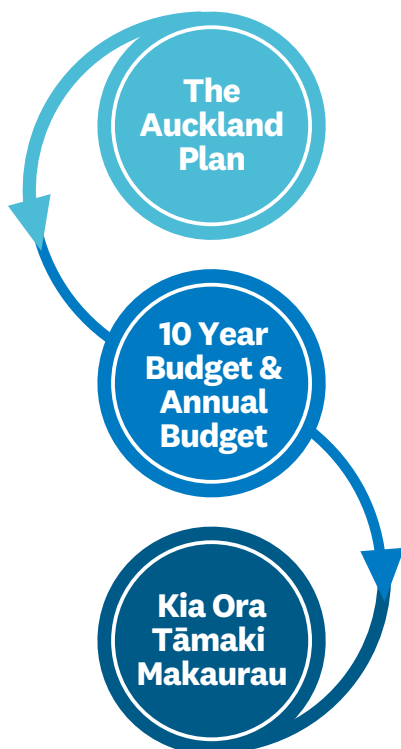 The
Auckland
Plan
10 Year
Budget &
Annual
Budget
Kia Ora
Tāmaki
Makaurau